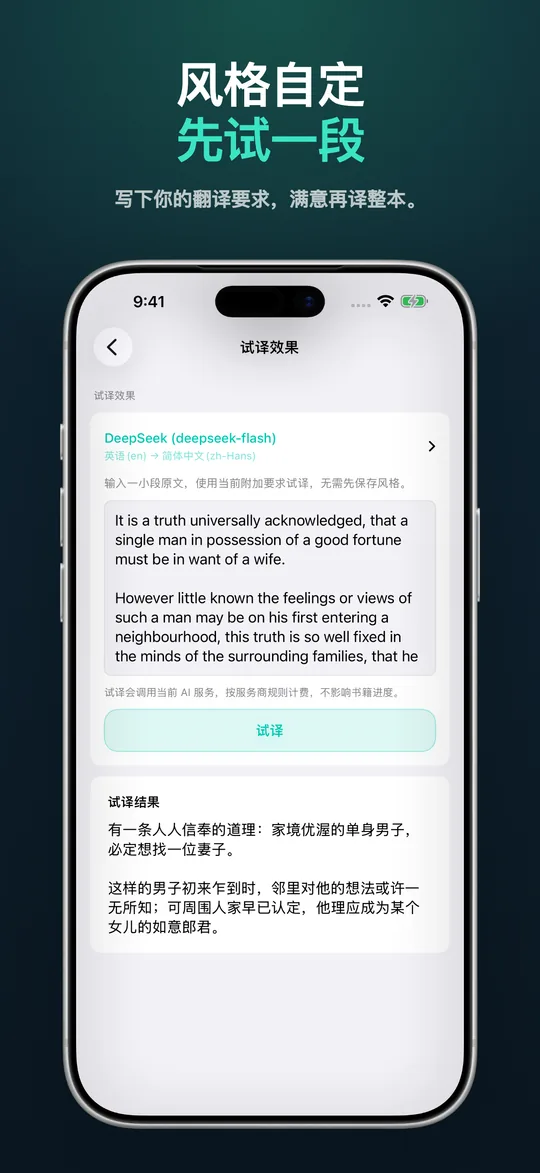 风格自定
先试一段
写下你的翻译要求，满意再译整本。
9:41
试译效果
试译效果
DeepSeek (deepseek-flash)
英语 (en) → 简体中文 (zh-Hans)
输入一小段原文，使用当前附加要求试译，无需先保存风格。
It is a truth universally acknowledged, that a
single man in possession of a good fortune
must be in want of a wife.
However little known the feelings or views of
such a man may be on his first entering a
neighbourhood, this truth is so well fixed in
the minds of the surrounding families, that he
试译会调用当前 AI 服务，按服务商规则计费，不影响书籍进度。
试译
试译结果
有一条人人信奉的道理：家境优渥的单身男子，
必定想找一位妻子。
这样的男子初来乍到时，邻里对他的想法或许一
无所知；可周围人家早已认定，他理应成为某个
女儿的如意郎君。